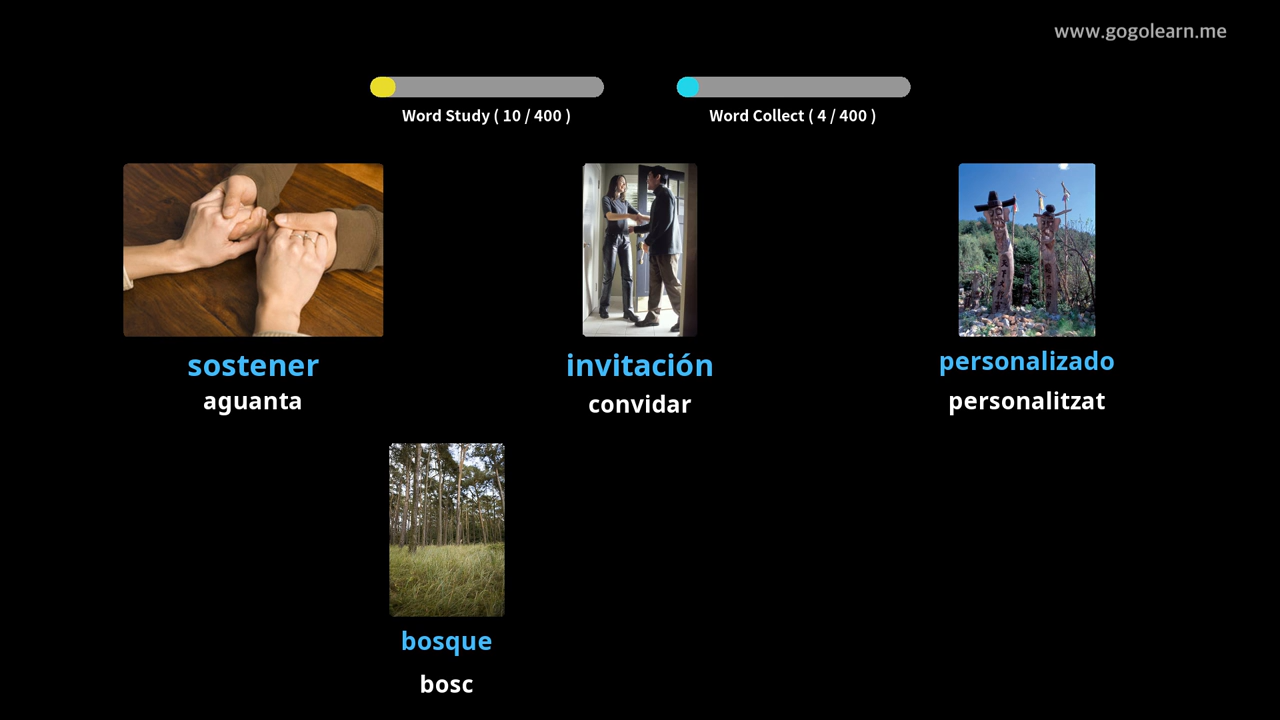 www.gogolearn.me
Word Study ( 10 / 400 )
Word Collect ( 4 / 400 )
sostener
aguanta
invitación
convidar
personalizado
personalitzat
bosque
bosc